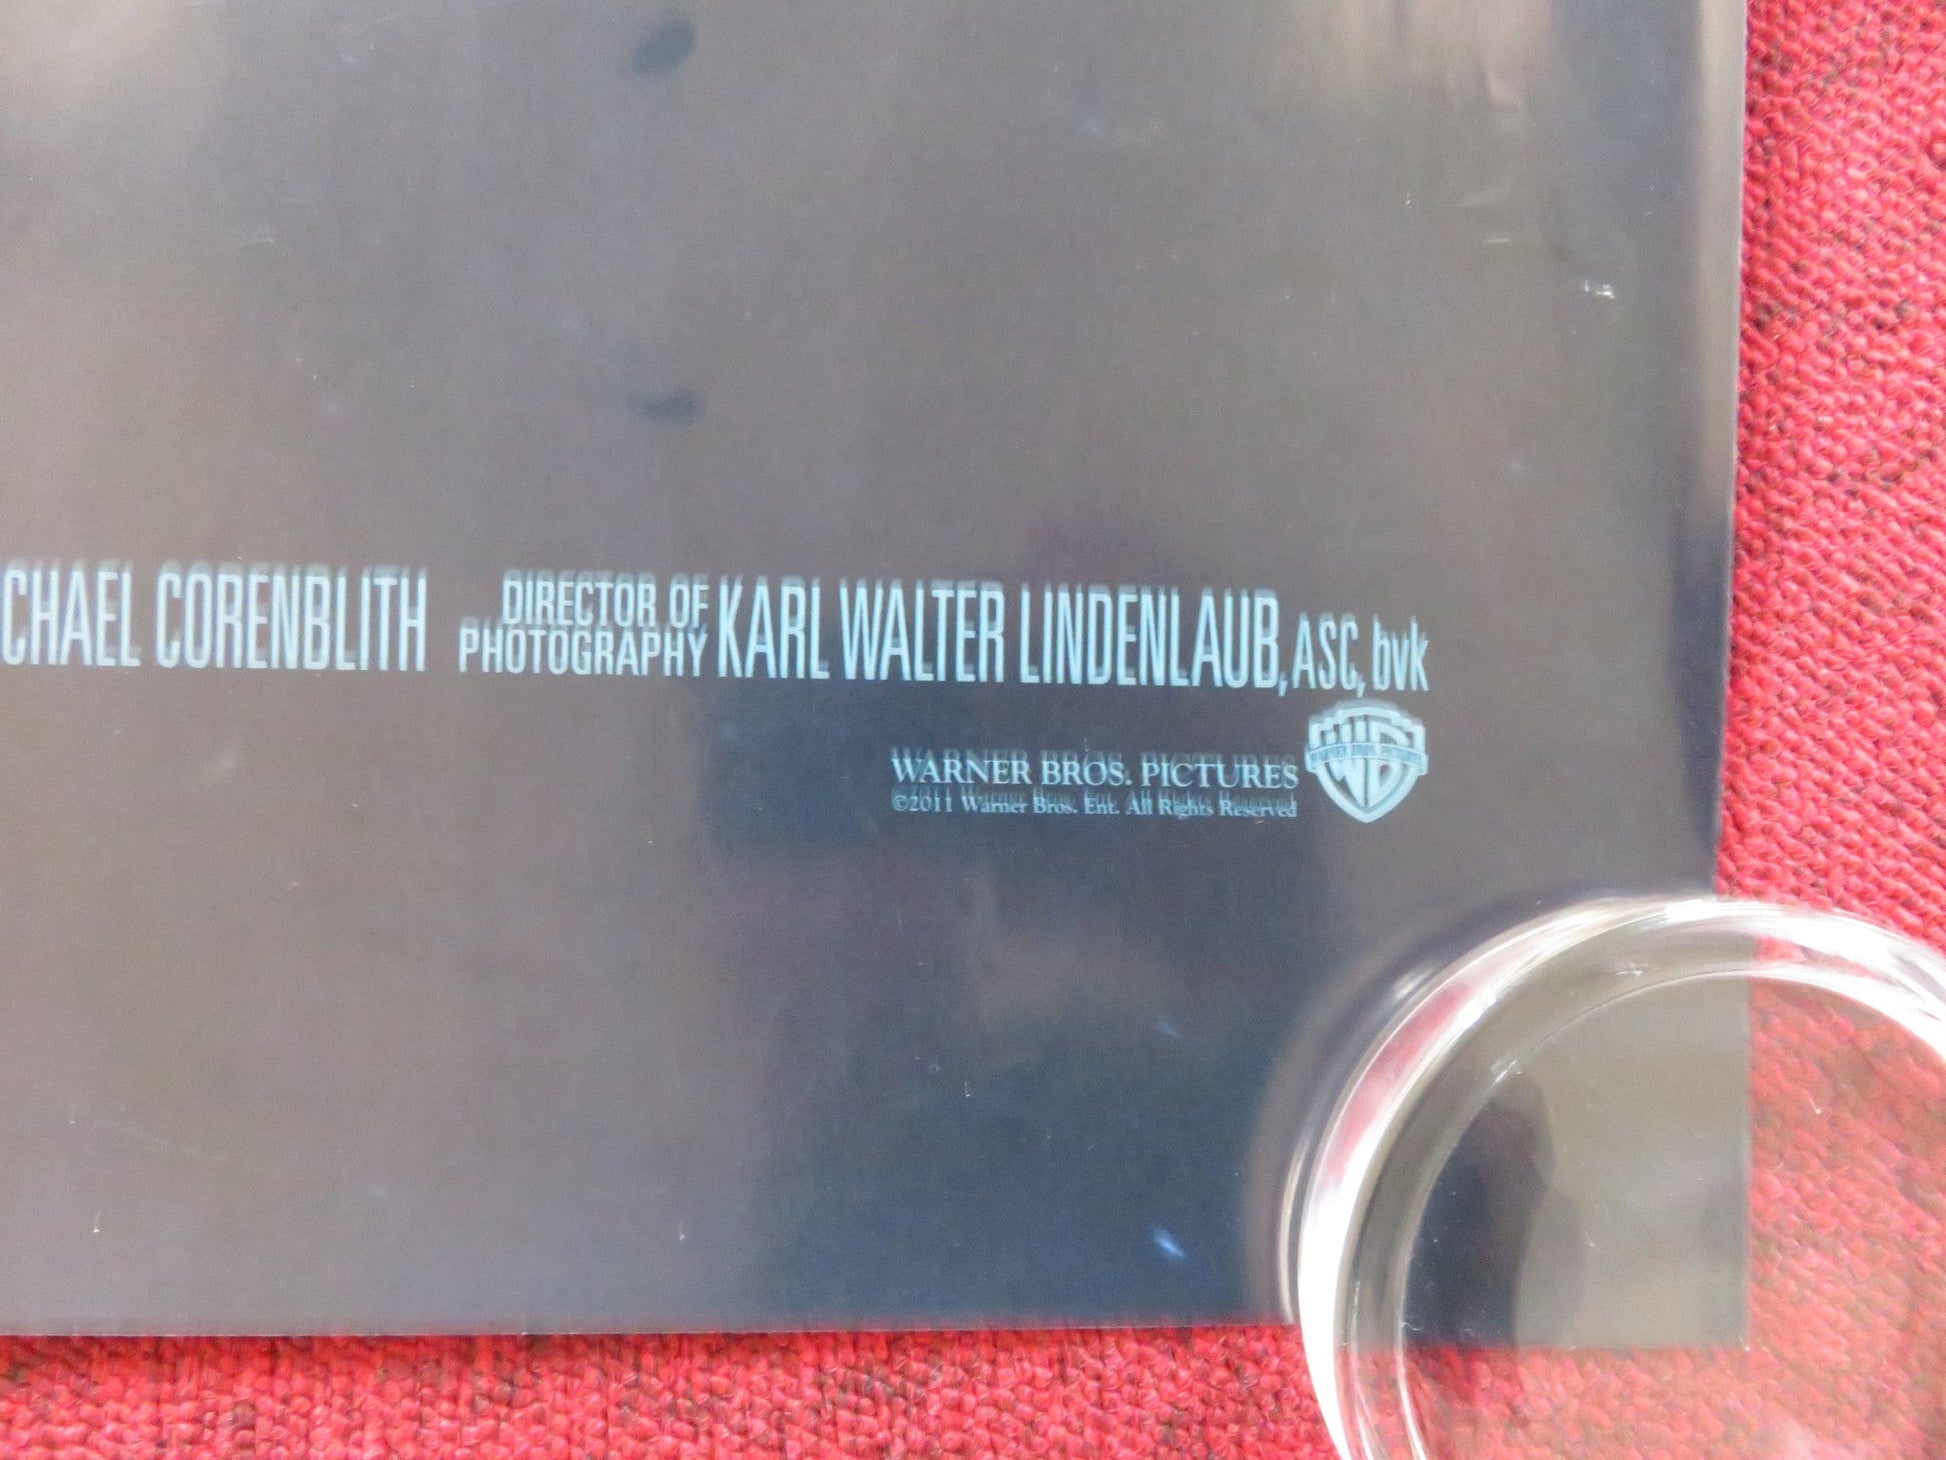 CHAEL CORENBLITH DIRECTOR OF PHOTOGRAPHY KARL WALTER LINDENLAUB, ASC, bvk
WARNER BROS. PICTURES
©2011 Warner Bros. Ent. All Rights Reserved
WB